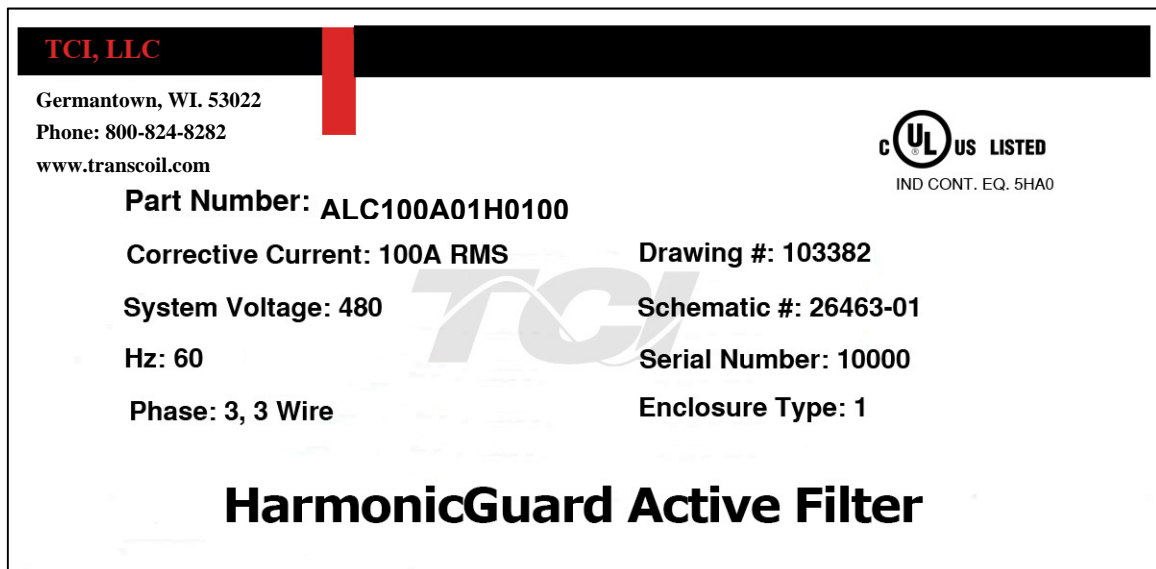 TCI, LLC
Germantown, WI. 53022
Phone: 800-824-8282
www.transcoil.com
C UL® US LISTED
IND CONT. EQ. 5HA0
Part Number: ALC100A01H0100
Corrective Current: 100A RMS
Drawing #: 103382
System Voltage: 480
Schematic #: 26463-01
TCI
Hz: 60
Serial Number: 10000
Phase: 3, 3 Wire
Enclosure Type: 1
HarmonicGuard Active Filter